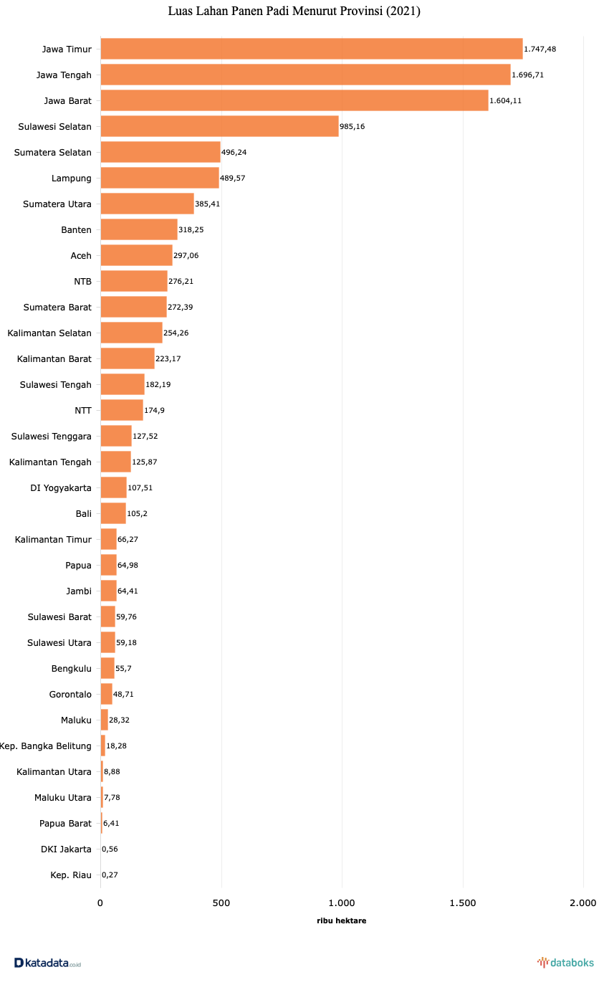 Luas Lahan Panen Padi Menurut Provinsi (2021)
Jawa Timur 1.747,48
Jawa Tengah 1.696,71
Jawa Barat 1.604,11
Sulawesi Selatan 985,16
Sumatera Selatan 496,24
Lampung 489,57
Sumatera Utara 385,41
Banten 318,25
Aceh 297,06
NTB 276,21
Sumatera Barat 272,39
Kalimantan Selatan 254,26
Kalimantan Barat 223,17
Sulawesi Tengah 182,19
NTT 174,9
Sulawesi Tenggara 127,52
Kalimantan Tengah 125,87
DI Yogyakarta 107,51
Bali 105,2
Kalimantan Timur 66,27
Papua 64,98
Jambi 64,41
Sulawesi Barat 59,76
Sulawesi Utara 59,18
Bengkulu 55,7
Gorontalo 48,71
Maluku 28,32
Kep. Bangka Belitung 18,28
Kalimantan Utara 8,88
Maluku Utara 7,78
Papua Barat 6,41
DKI Jakarta 0,56
Kep. Riau 0,27
0 500 1.000 1.500 2.000
ribu hektare
katadata.co.id databoks